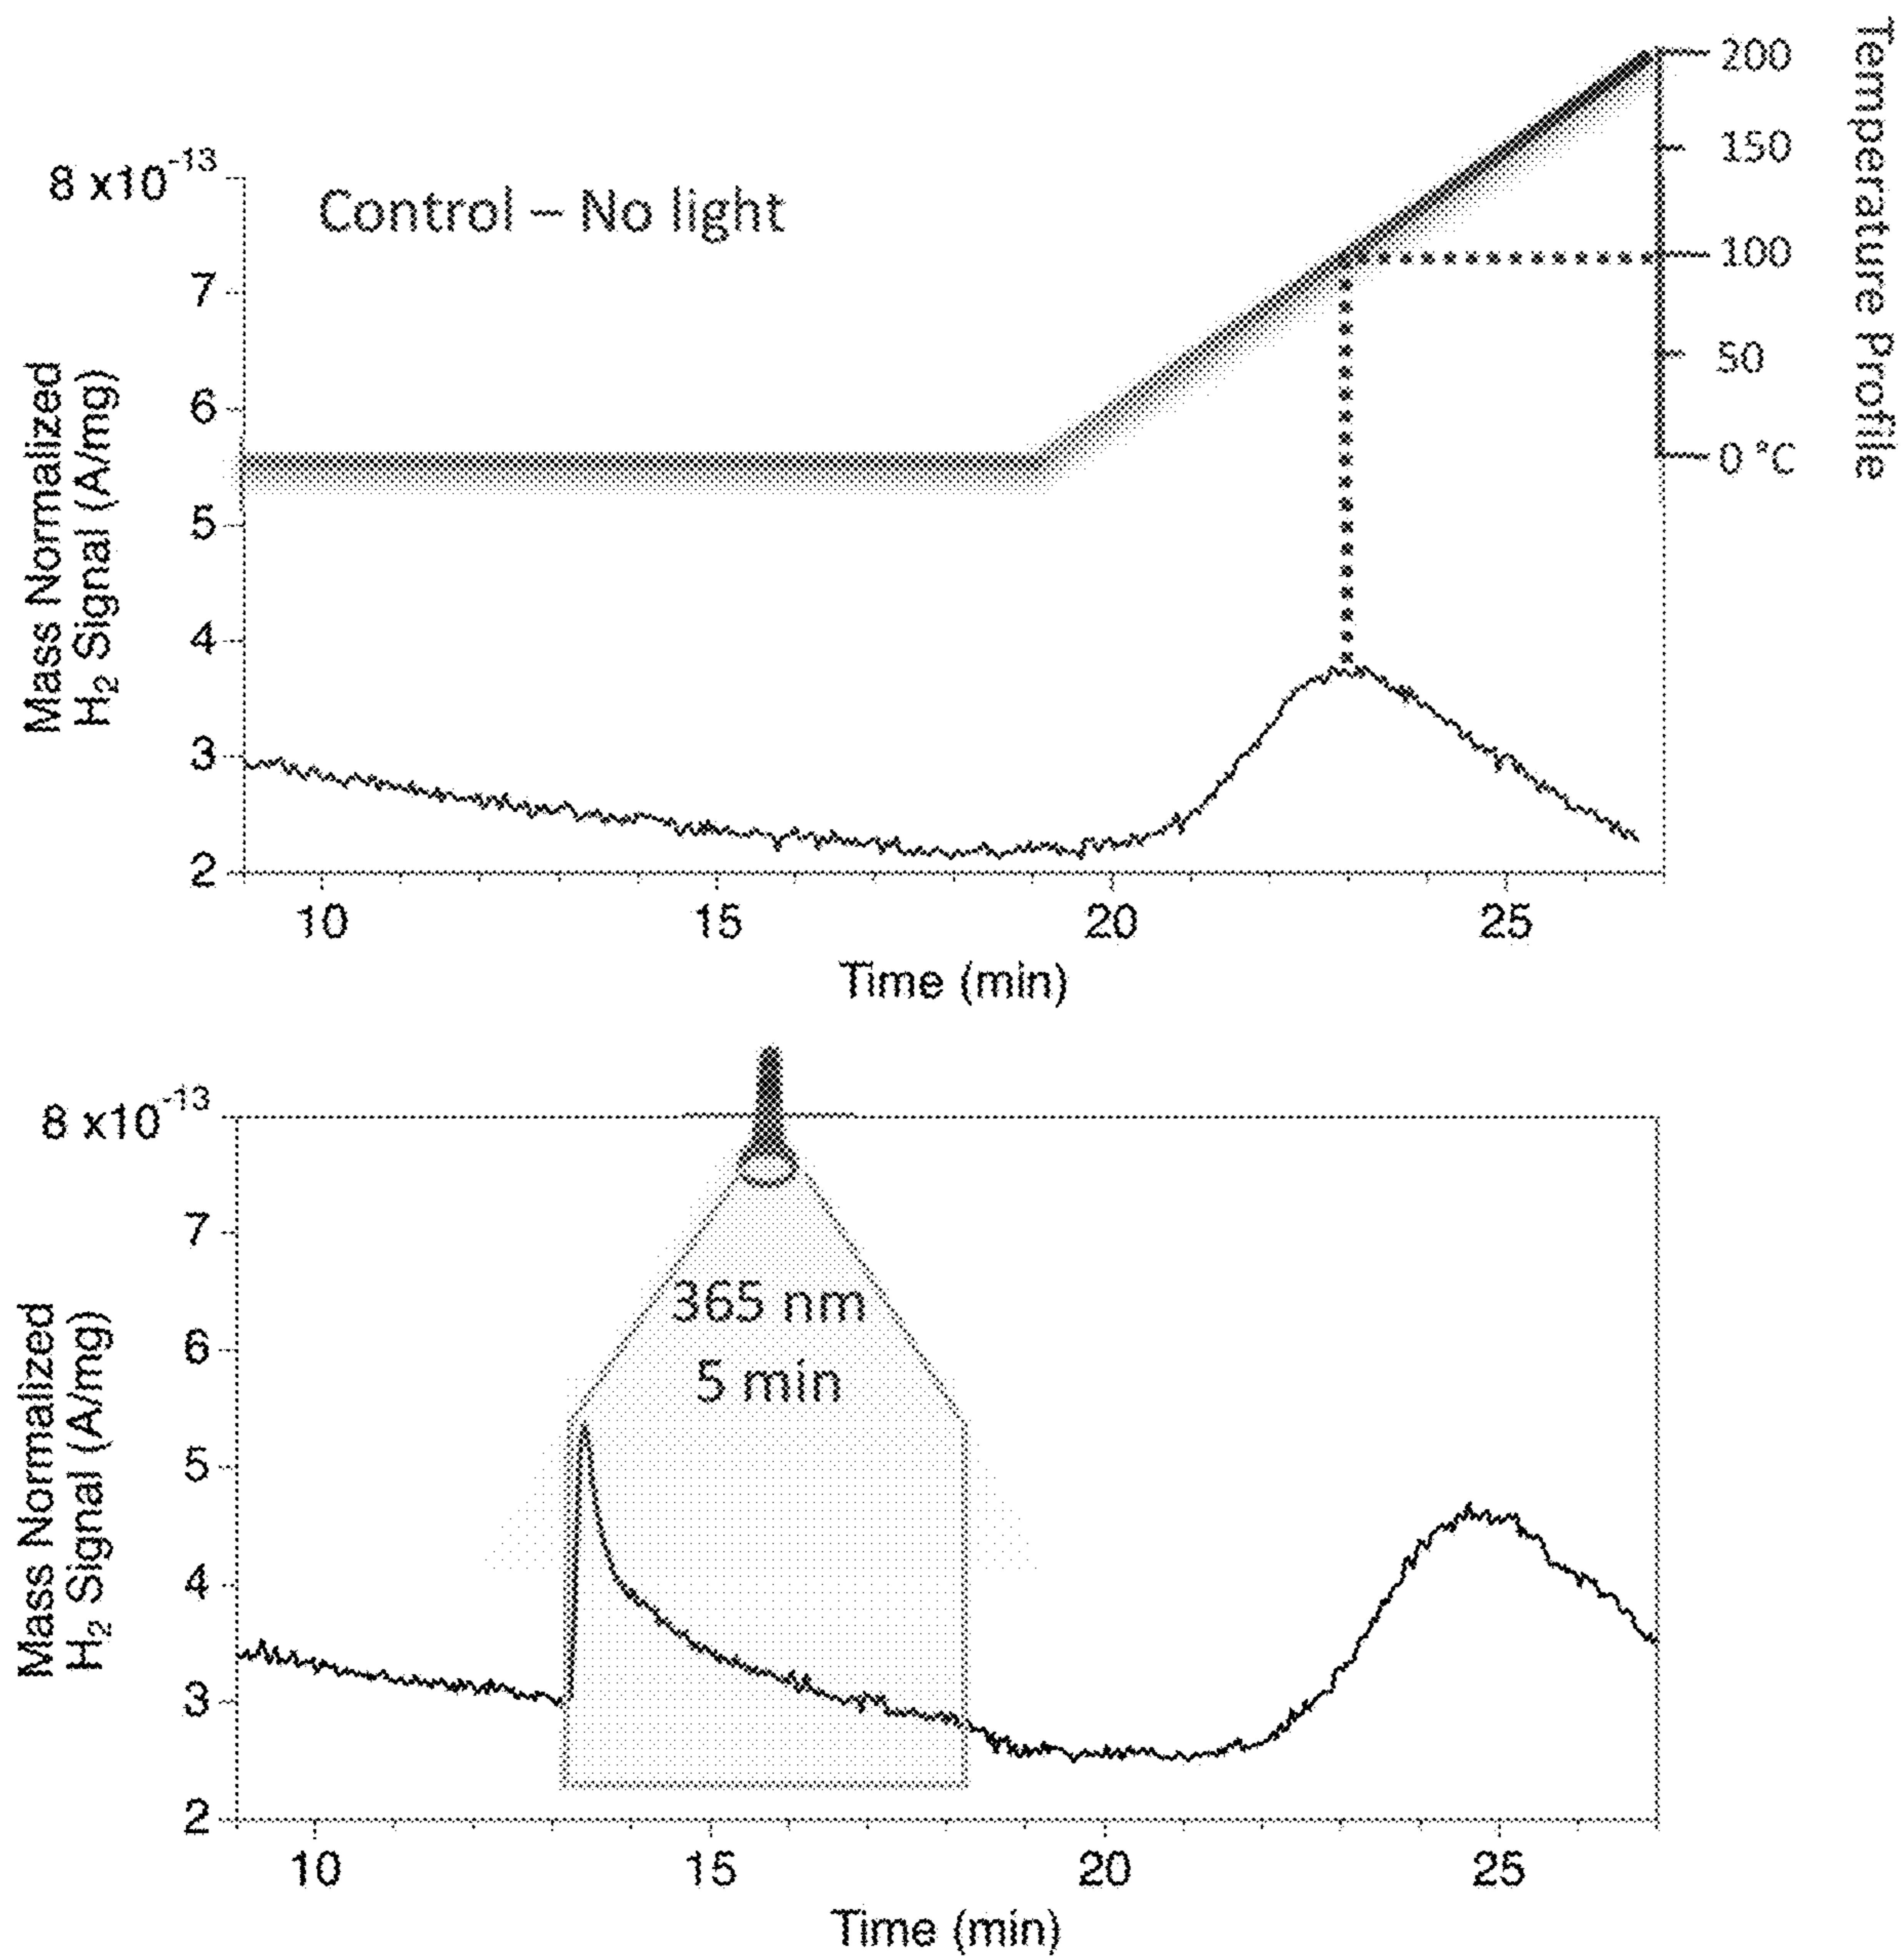 8 x10-13
Control – No light
7
6
5
4
3
2
Mass Normalized
H2 Signal (A/mg)
200
150
100
50
0 °C
Temperature Profile
10 15 20 25
Time (min)
8 x10-13
7
6
5
4
3
2
Mass Normalized
H2 Signal (A/mg)
365 nm
5 min
10 15 20 25
Time (min)